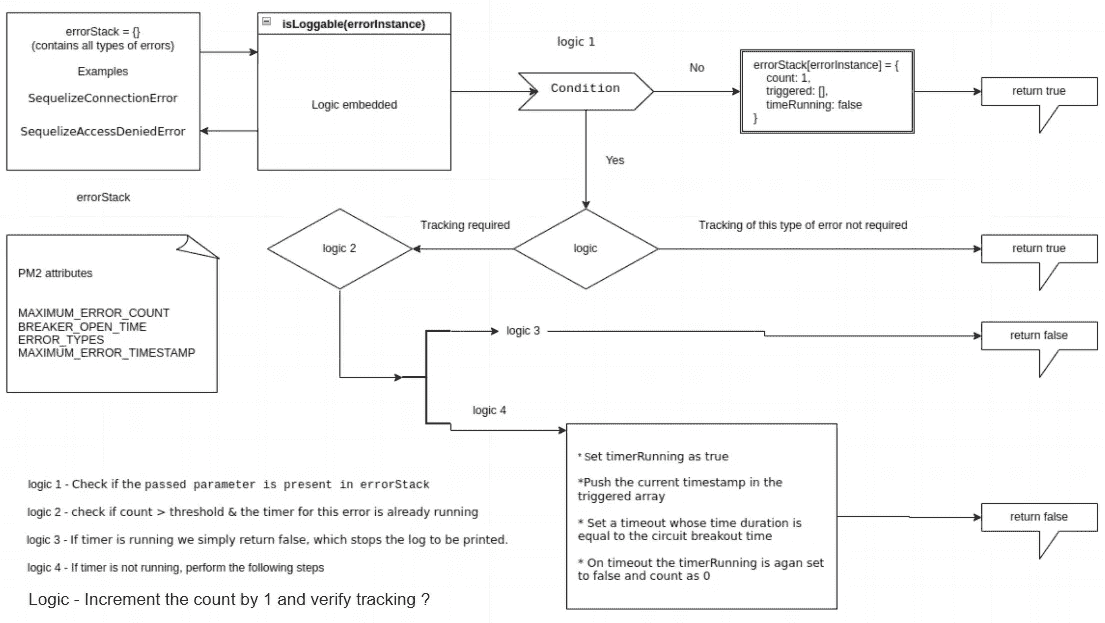 errorStack = {}
(contains all types of errors)
Examples
SequelizeConnectionError
SequelizeAccessDeniedError
errorStack
isLoggable(errorInstance)
Logic embedded
logic 1
Condition
No
Yes
errorStack[errorInstance] = {
count: 1,
triggered: [],
timeRunning: false
}
return true
logic 2
Tracking required
logic
Tracking of this type of error not required
return true
PM2 attributes
MAXIMUM_ERROR_COUNT
BREAKER_OPEN_TIME
ERROR_TYPES
MAXIMUM_ERROR_TIMESTAMP
logic 3
return false
logic 4
* Set timerRunning as true
*Push the current timestamp in the
triggered array
* Set a timeout whose time duration is
equal to the circuit breakout time
* On timeout the timerRunning is agan set
to false and count as 0
return false
logic 1 - Check if the passed parameter is present in errorStack
logic 2 - check if count > threshold & the timer for this error is already running
logic 3 - If timer is running we simply return false, which stops the log to be printed.
logic 4 - If timer is not running, perform the following steps
Logic - Increment the count by 1 and verify tracking ?